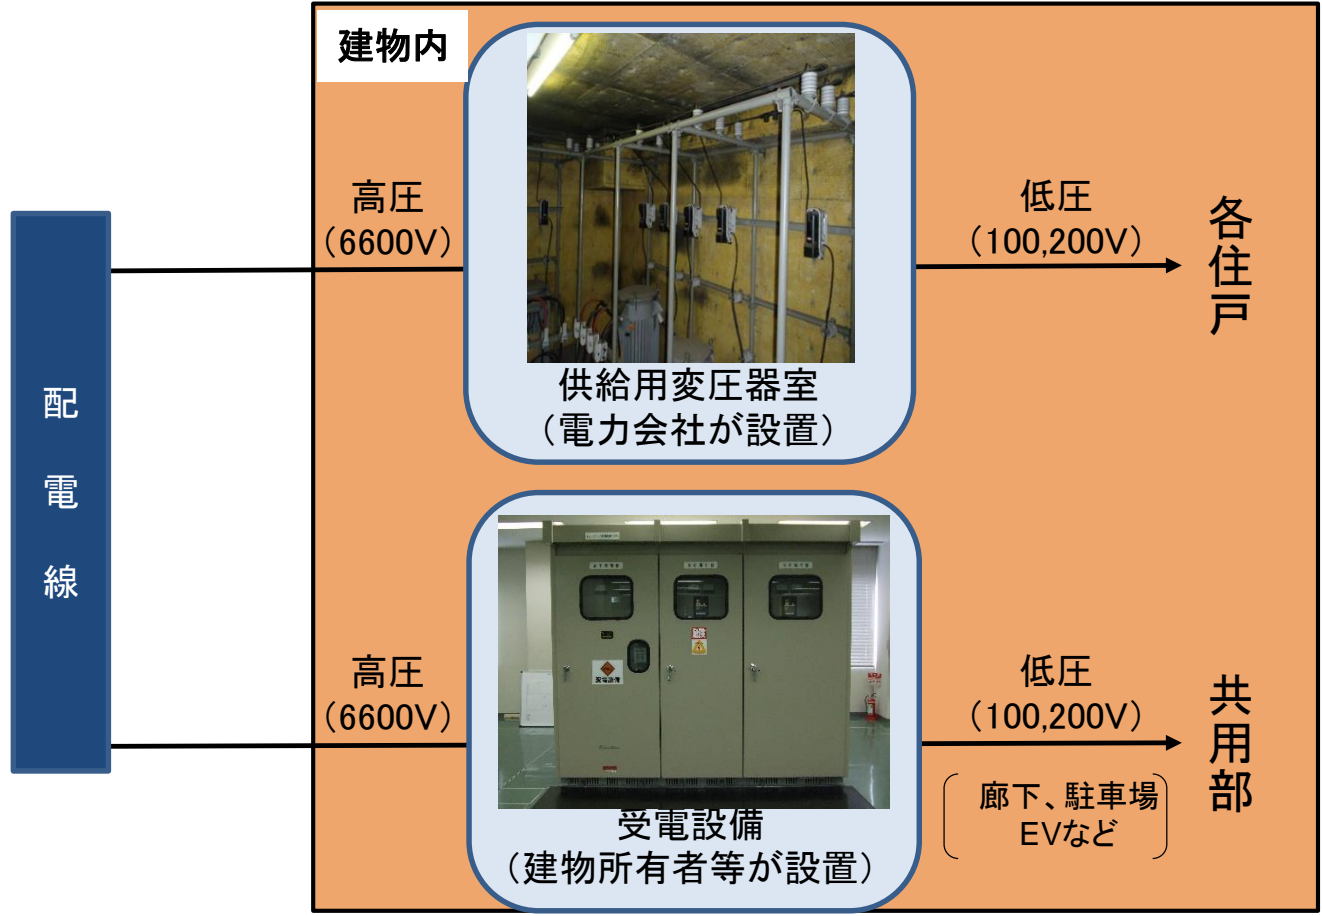 建物内
配電線
高圧
（6600V）
供給用変圧器室
（電力会社が設置）
低圧
（100,200V）
各住戸
高圧
（6600V）
受電設備
（建物所有者等が設置）
低圧
（100,200V）
廊下、駐車場
EVなど
共用部